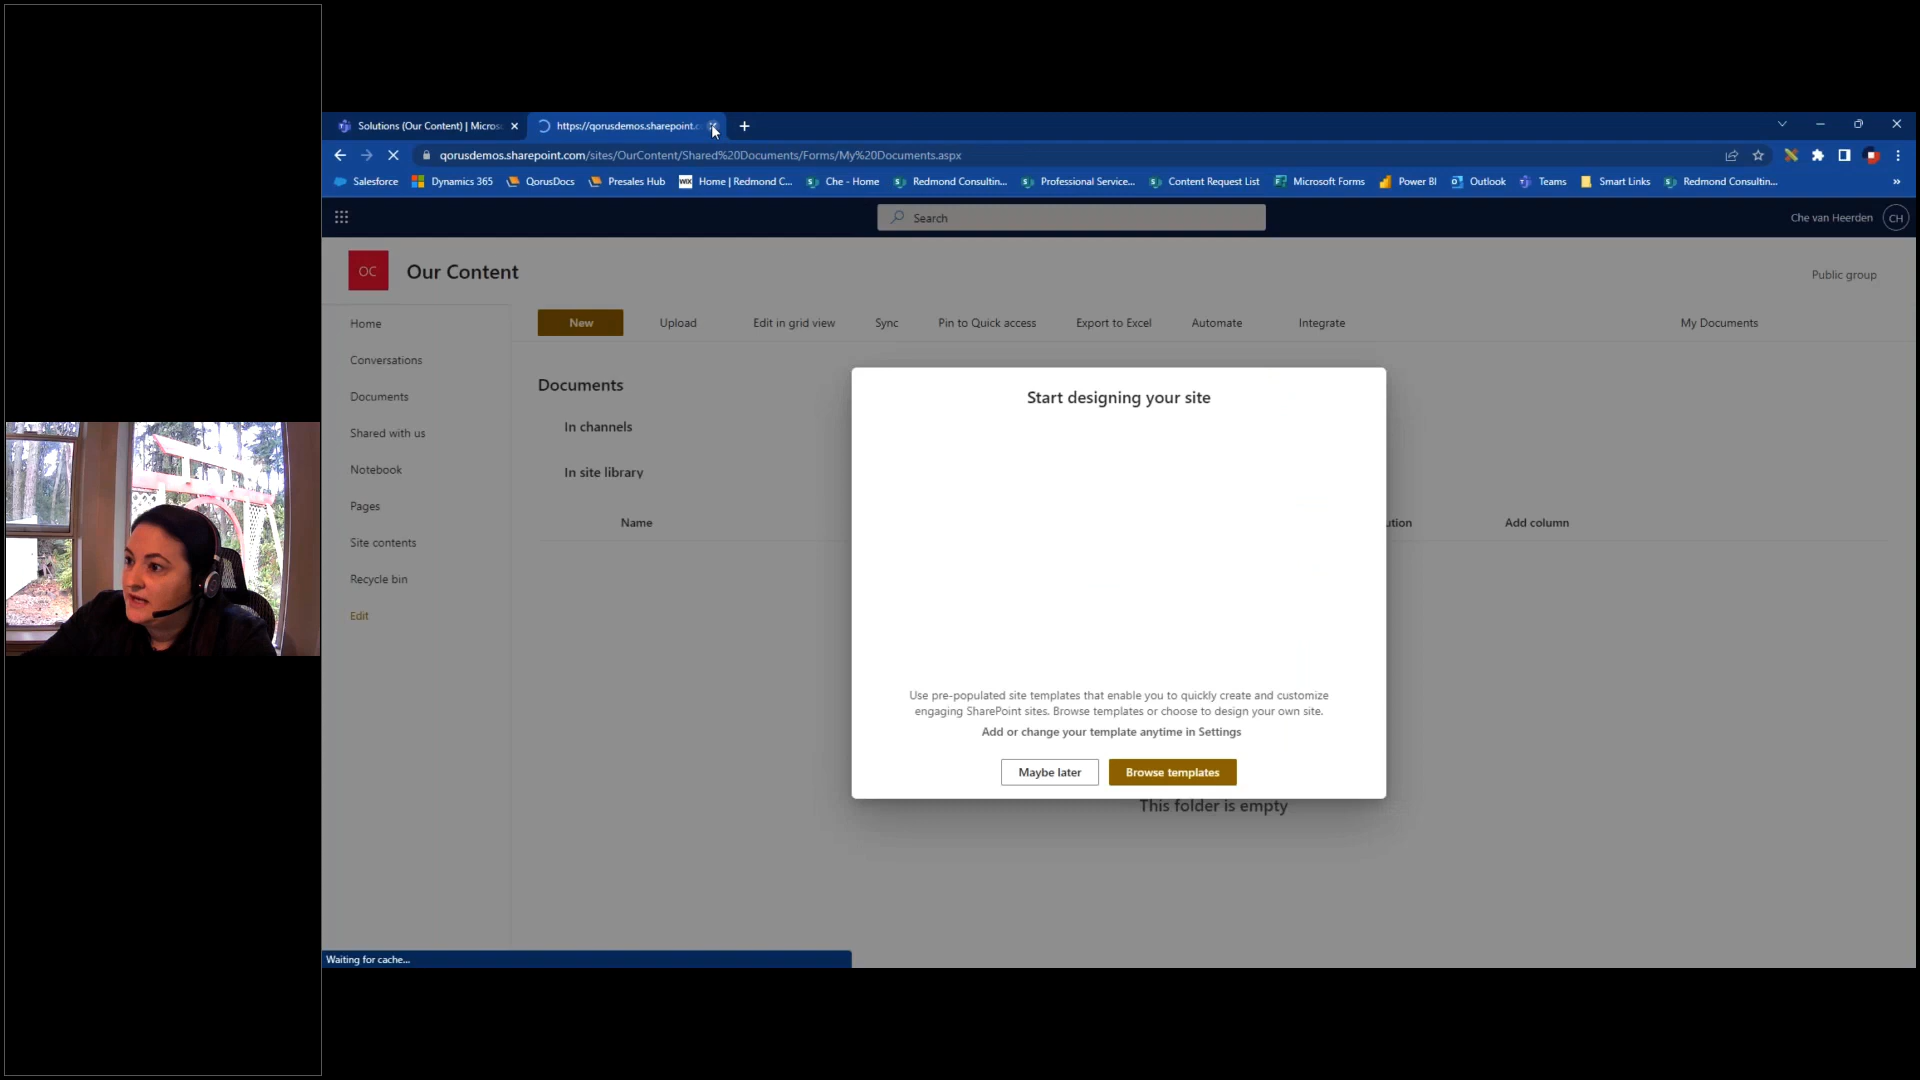 Solutions (Our Content) | Micros
https://qorusdemos.sharepoint.c
qorusdemos.sharepoint.com/sites/OurContent/Shared%20Documents/Forms/My%20Documents.aspx
Salesforce
Dynamics 365
QorusDocs
Presales Hub
WX
Home | Redmond C...
Che - Home
Redmond Consultin...
Professional Service...
Content Request List
Microsoft Forms
Power BI
Outlook
Teams
Smart Links
Redmond Consultin...
»
Search
Che van Heerden
CH
OC
Our Content
Public group
Home
Conversations
Documents
Shared with us
Notebook
Pages
Site contents
Recycle bin
Edit
New
Upload
Edit in grid view
Sync
Pin to Quick access
Export to Excel
Automate
Integrate
My Documents
Documents
In channels
In site library
Name
ution
Add column
Start designing your site
Use pre-populated site templates that enable you to quickly create and customize
engaging SharePoint sites. Browse templates or choose to design your own site.
Add or change your template anytime in Settings
Maybe later
Browse templates
This folder is empty
Waiting for cache...